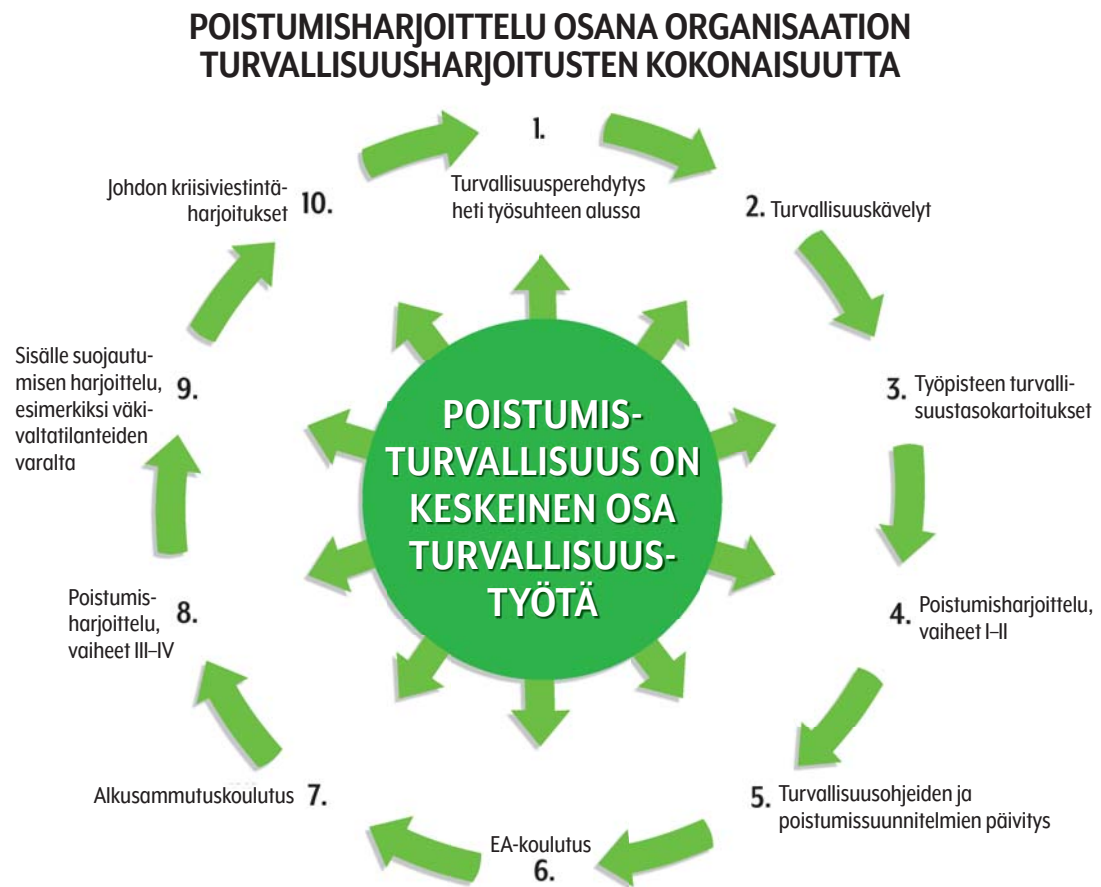 POISTUMISHARJOITTELU OSANA ORGANISAATION
TURVALLISUUSHARJOITUSTEN KOKONAISUUTTA
1.
Turvallisuusperehdytys
heti työsuhteen alussa
2. Turvallisuuskävelyt
3. Työpisteen turvalli-
suustasokartoitukset
4. Poistumisharjoittelu,
vaiheet I–II
5. Turvallisuusohjeiden ja
poistumissuunnitelmien päivitys
EA-koulutus
6.
Alkusammutuskoulutus 7.
Poistumis-
harjoittelu, 8.
vaiheet III–IV
Sisälle suojautu-
misen harjoittelu, 9.
esimerkiksi väki-
valtatilanteiden
varalta
Johdon kriisiviestintä-
harjoitukset 10.
POISTUMIS-
TURVALLISUUS ON
KESKEINEN OSA
TURVALLISUUS-
TYÖTÄ